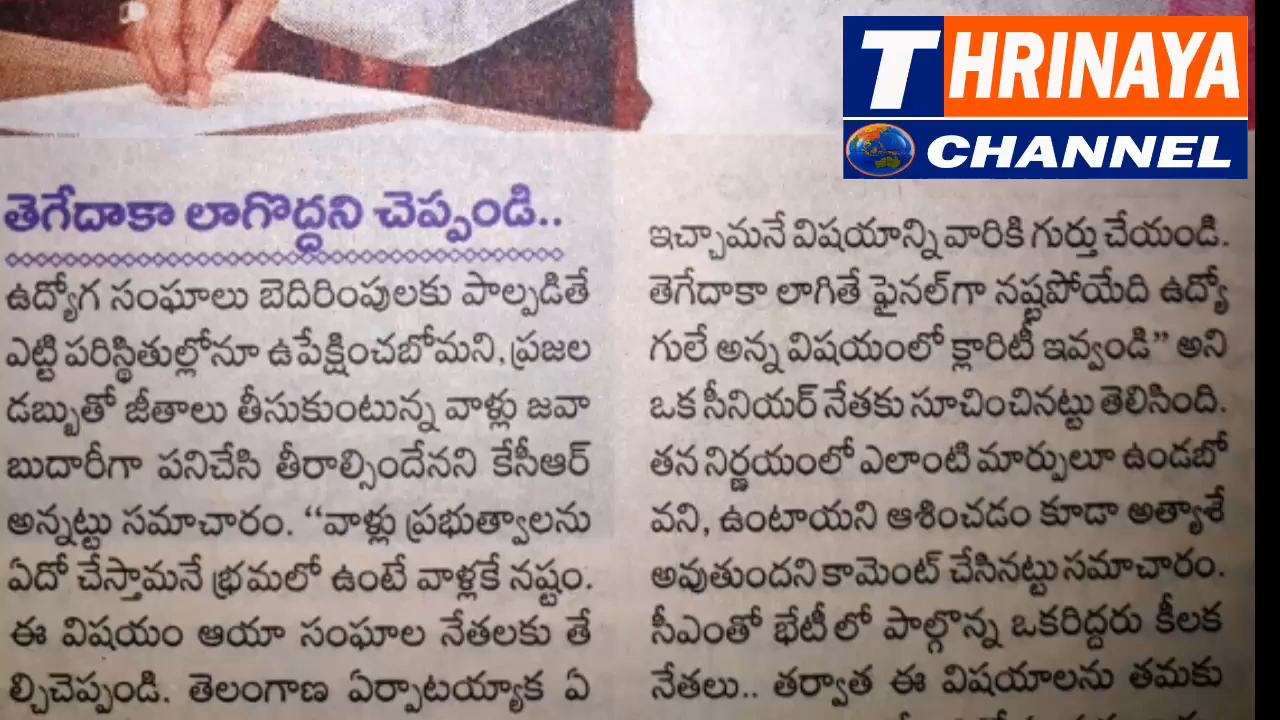 THRINAYA
CHANNEL
తెగేదాకా లాగొద్దని చెప్పండి..
ఉద్యోగ సంఘాలు బెదిరింపులకు పాల్పడితే
ఎట్టి పరిస్థితుల్లోనూ ఉపేక్షించబోమని, ప్రజల
డబ్బుతో జీతాలు తీసుకుంటున్న వాళ్లు జవా
బుదారీగా పనిచేసి తీరాల్సిందేనని కేసీఆర్
అన్నట్టు సమాచారం. “వాళ్లు ప్రభుత్వాలను
ఏదో చేస్తామనే భ్రమలో ఉంటే వాళ్లకే నష్టం.
ఈ విషయం ఆయా సంఘాల నేతలకు తే
ల్చిచెప్పండి. తెలంగాణ ఏర్పాటయ్యాక ఏ
ఇచ్చామనే విషయాన్ని వారికి గుర్తు చేయండి.
తెగేదాకా లాగితే ఫైనల్‌గా నష్టపోయేది ఉద్యో
గులే అన్న విషయంలో క్లారిటీ ఇవ్వండి” అని
ఒక సీనియర్ నేతకు సూచించినట్టు తెలిసింది.
తన నిర్ణయంలో ఎలాంటి మార్పులూ ఉండబో
వని, ఉంటాయని ఆశించడం కూడా అత్యాశే
అవుతుందని కామెంట్ చేసినట్టు సమాచారం.
సీఎంతో భేటీ లో పాల్గొన్న ఒకరిద్దరు కీలక
నేతలు.. తర్వాత ఈ విషయాలను తమకు